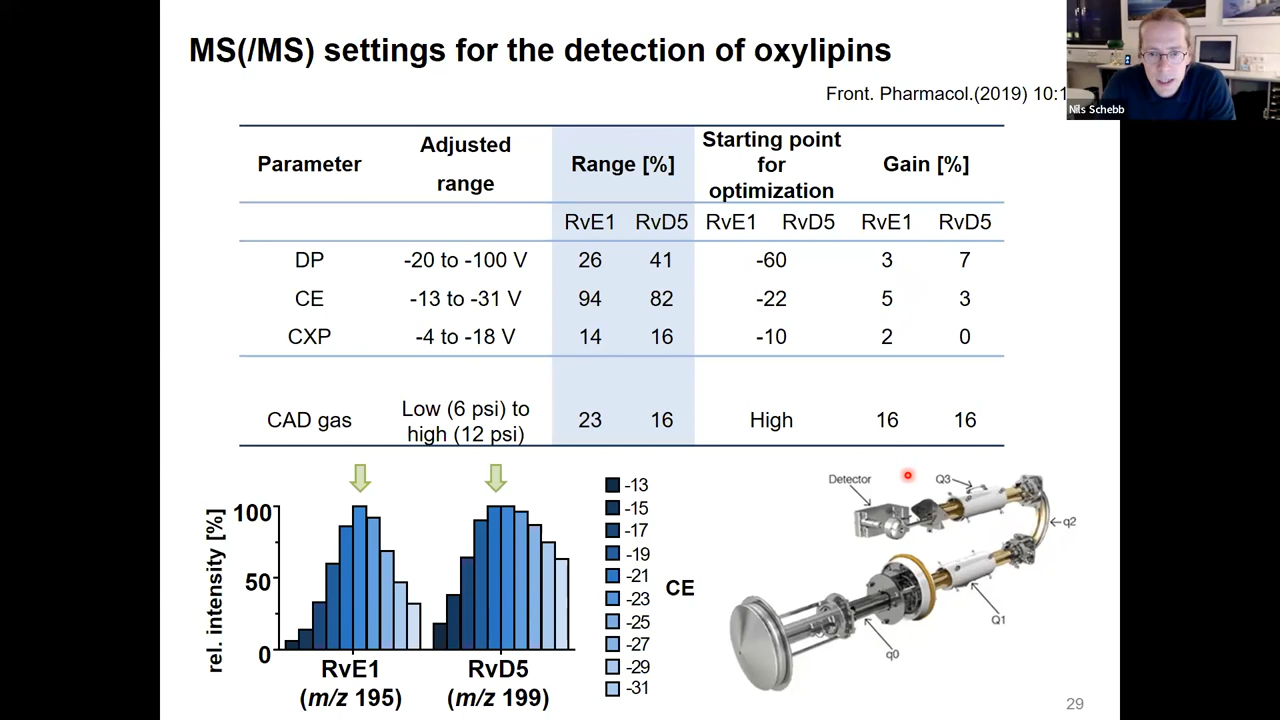 MS(/MS) settings for the detection of oxylipins
Front. Pharmacol.(2019) 10:1
Nils Schebb
Parameter Adjusted range Range [%] Starting point for optimization Gain [%]
RvE1 RvD5 RvE1 RvD5 RvE1 RvD5
DP -20 to -100 V 26 41 -60 3 7
CE -13 to -31 V 94 82 -22 5 3
CXP -4 to -18 V 14 16 -10 2 0
CAD gas Low (6 psi) to high (12 psi) 23 16 High 16 16
rel. intensity [%]
100
50
0
RvE1
(m/z 195)
RvD5
(m/z 199)
-13
-15
-17
-19
-21
-23
-25
-27
-29
-31
CE
Detector
Q3
q2
Q1
q0
29